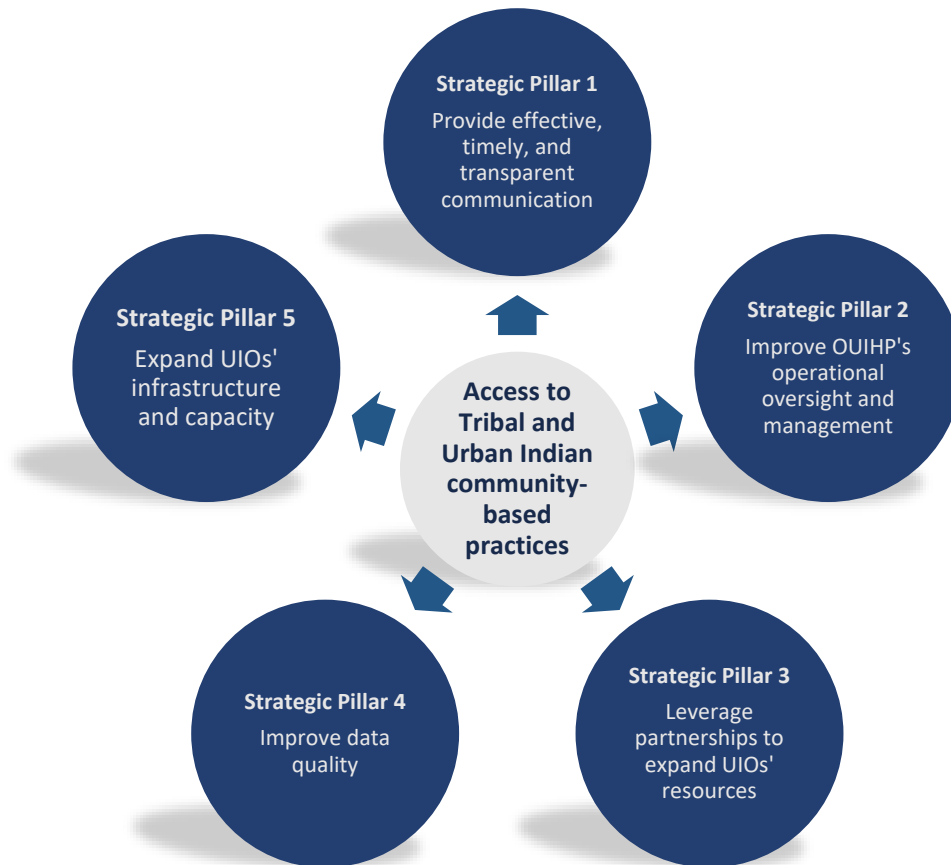 Strategic Pillar 1
Provide effective,
timely, and
transparent
communication
Strategic Pillar 2
Improve OUIHP's
operational
oversight and
management
Strategic Pillar 3
Leverage
partnerships to
expand UIOs'
resources
Strategic Pillar 4
Improve data
quality
Strategic Pillar 5
Expand UIOs'
infrastructure
and capacity
Access to
Tribal and
Urban Indian
community-
based
practices